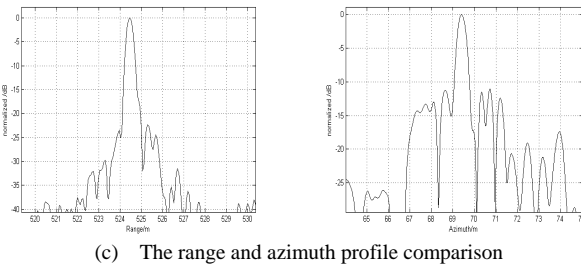 0
-5
-10
-15
-20
-25
-30
-35
-40
normalized /dB
520 521 522 523 524 525 526 527 528 529 530
Range/m
0
-5
-10
-15
-20
-25
normalized /dB
65 66 67 68 69 70 71 72 73 74
Azimuth/m
(c) The range and azimuth profile comparison